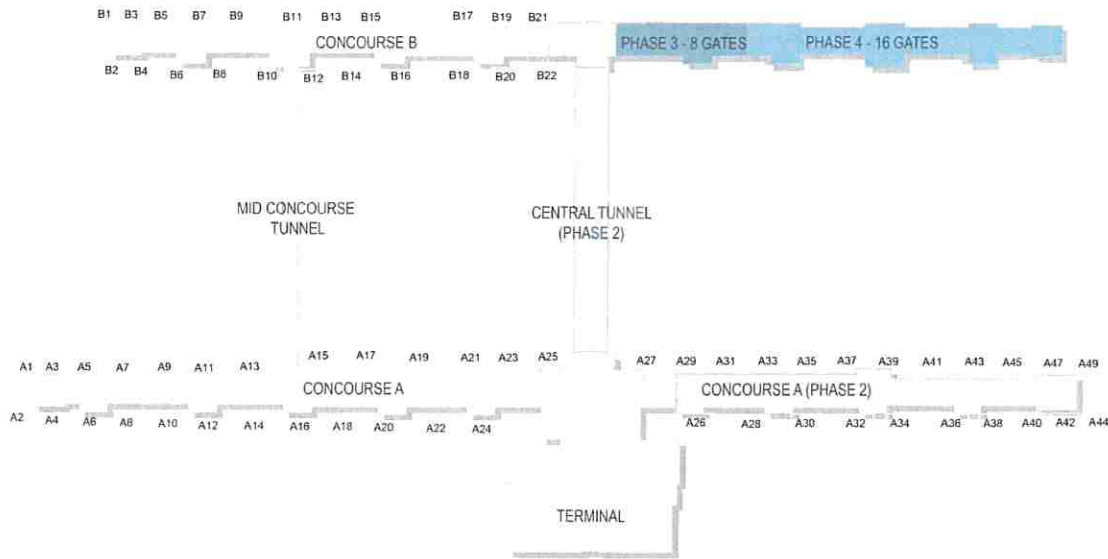 B1 B3 B5 B7 B9 B11 B13 B15 B17 B19 B21
CONCOURSE B
PHASE 3 - 8 GATES
PHASE 4 - 16 GATES
B2 B4 B6 B8 B10 B12 B14 B16 B18 B20 B22
MID CONCOURSE
TUNNEL
CENTRAL TUNNEL
(PHASE 2)
A1 A3 A5 A7 A9 A11 A13 A15 A17 A19 A21 A23 A25 A27 A29 A31 A33 A35 A37 A39 A41 A43 A45 A47 A49
CONCOURSE A
CONCOURSE A (PHASE 2)
A2 A4 A6 A8 A10 A12 A14 A16 A18 A20 A22 A24 A26 A28 A30 A32 A34 A36 A38 A40 A42 A44
TERMINAL